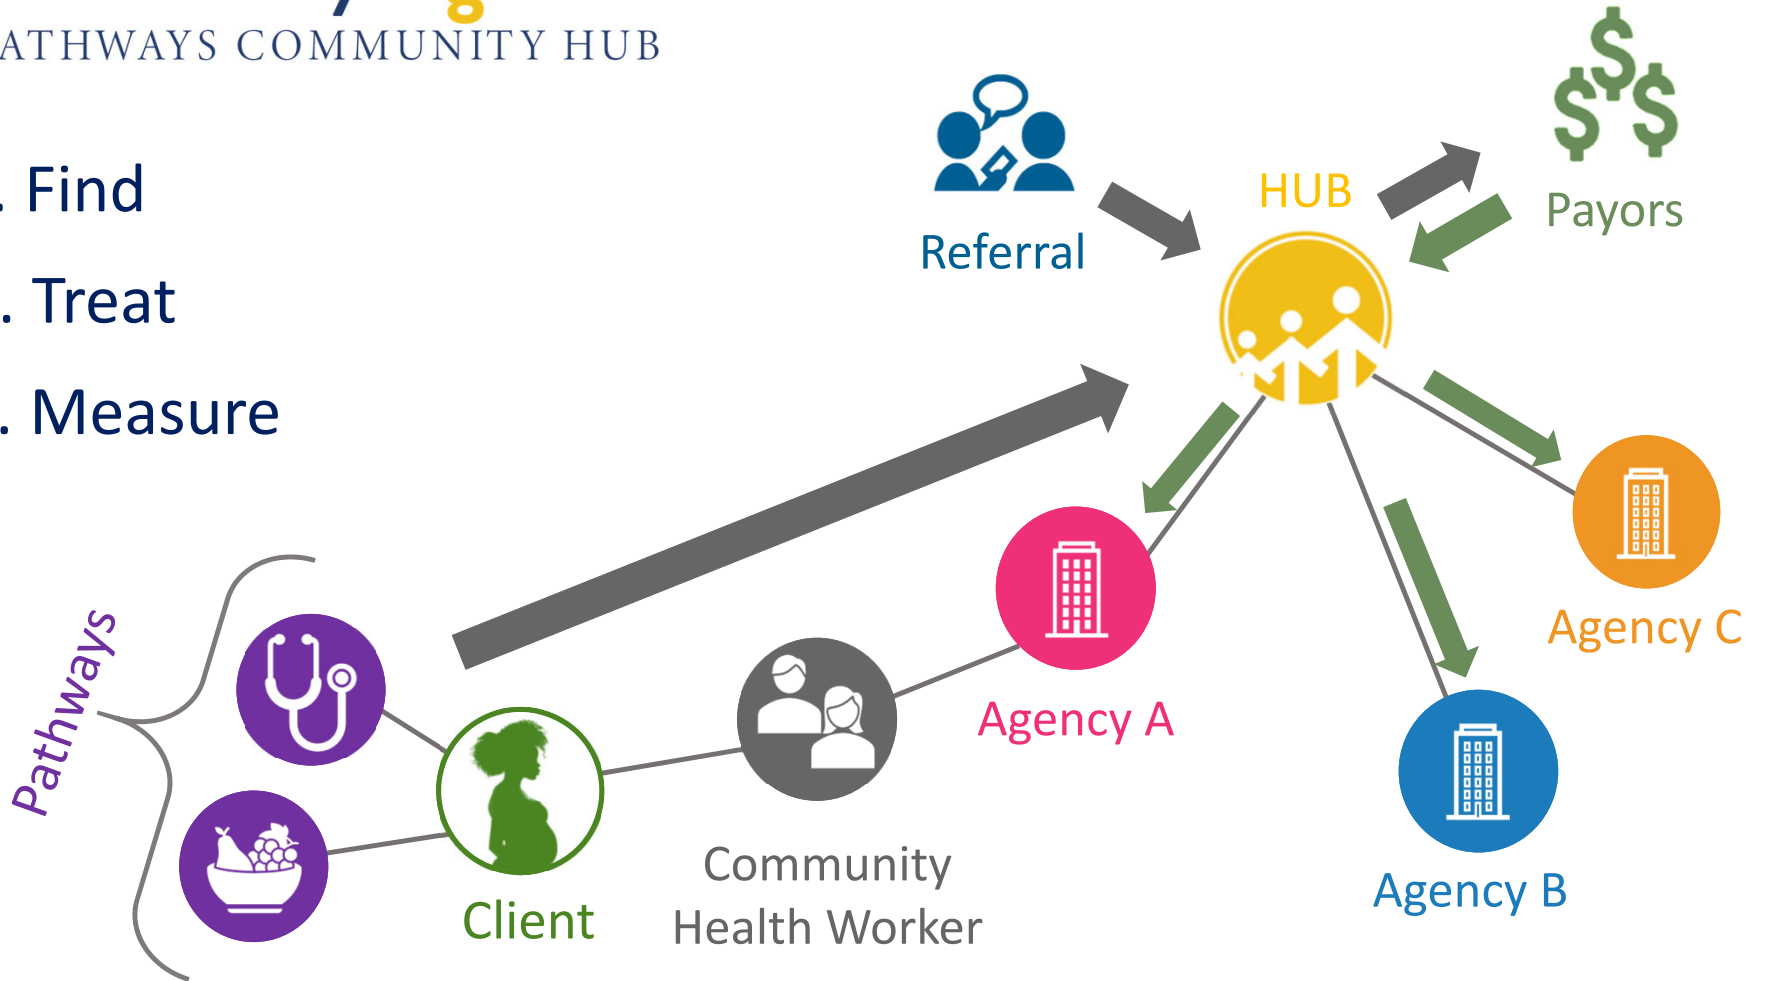 ATHWAYS COMMUNITY HUB
. Find
. Treat
. Measure
Referral
HUB
$
$ $
Payors
Pathways
Client
Community
Health Worker
Agency A
Agency B
Agency C